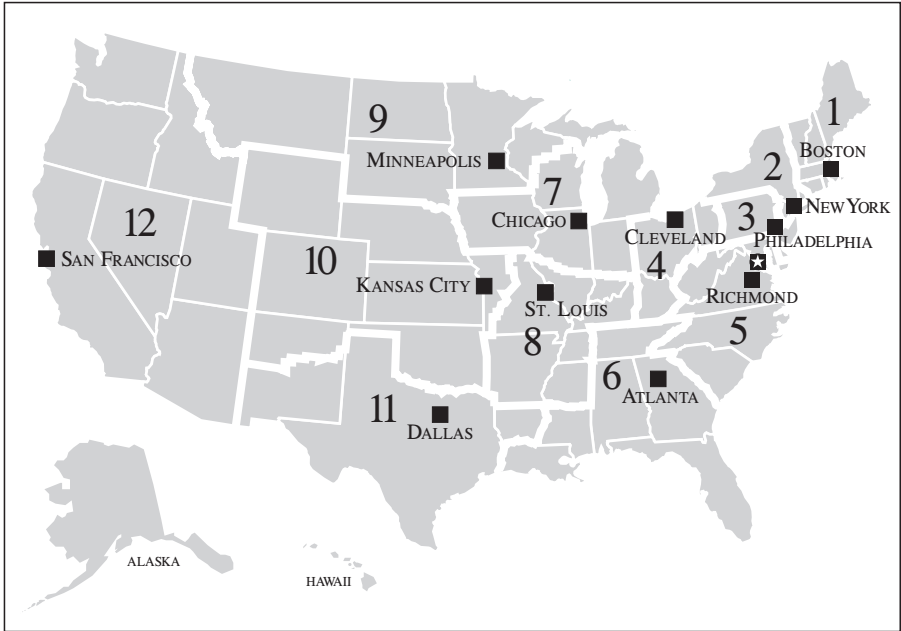 1
BOSTON
9
2
MINNEAPOLIS
7
NEW YORK
3
12
CHICAGO
CLEVELAND
PHILADELPHIA
SAN FRANCISCO
10
4
KANSAS CITY
RICHMOND
ST. LOUIS
5
8
6
ATLANTA
11
DALLAS
ALASKA
HAWAII